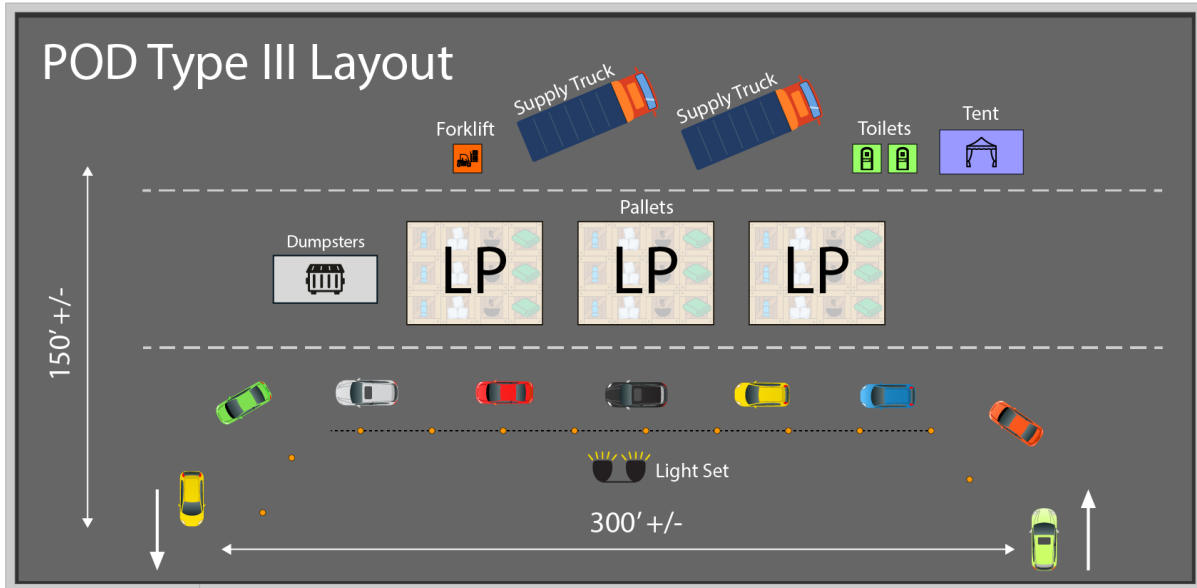 POD Type III Layout
Supply Truck
Supply Truck
Forklift
Toilets
Tent
Pallets
Dumpsters
LP
LP
LP
150’ +/-
Light Set
300’ +/-